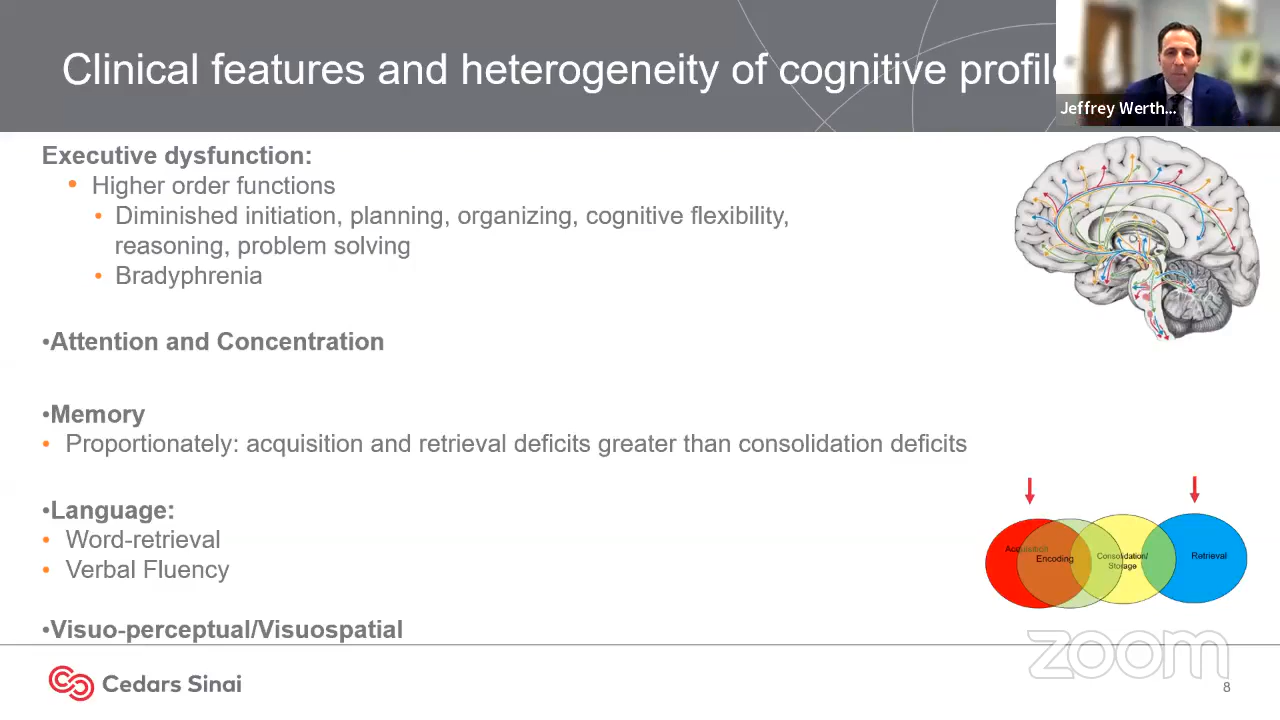 Clinical features and heterogeneity of cognitive profile
Jeffrey Werth...
Executive dysfunction:
• Higher order functions
• Diminished initiation, planning, organizing, cognitive flexibility,
reasoning, problem solving
• Bradyphrenia
•Attention and Concentration
•Memory
• Proportionately: acquisition and retrieval deficits greater than consolidation deficits
•Language:
• Word-retrieval
• Verbal Fluency
•Visuo-perceptual/Visuospatial
Acquisition
Encoding
Consolidation/
Storage
Retrieval
zoom
Cedars Sinai
8